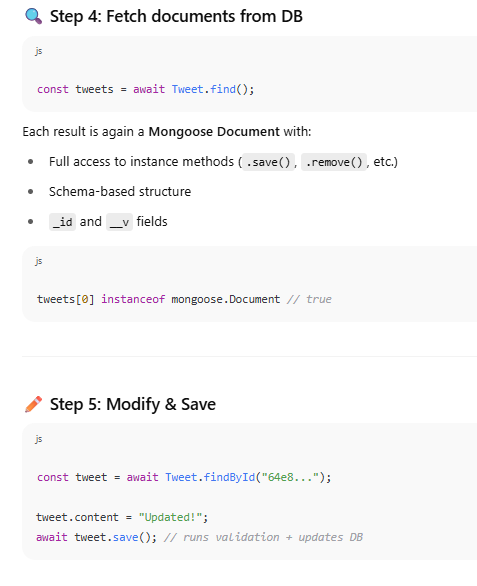 🔍 Step 4: Fetch documents from DB
js
const tweets = await Tweet.find();
Each result is again a Mongoose Document with:
• Full access to instance methods ( .save() , .remove() , etc.)
• Schema-based structure
• _id and __v fields
js
tweets[0] instanceof mongoose.Document // true
✏️ Step 5: Modify & Save
js
const tweet = await Tweet.findById("64e8...");
tweet.content = "Updated!";
await tweet.save(); // runs validation + updates DB